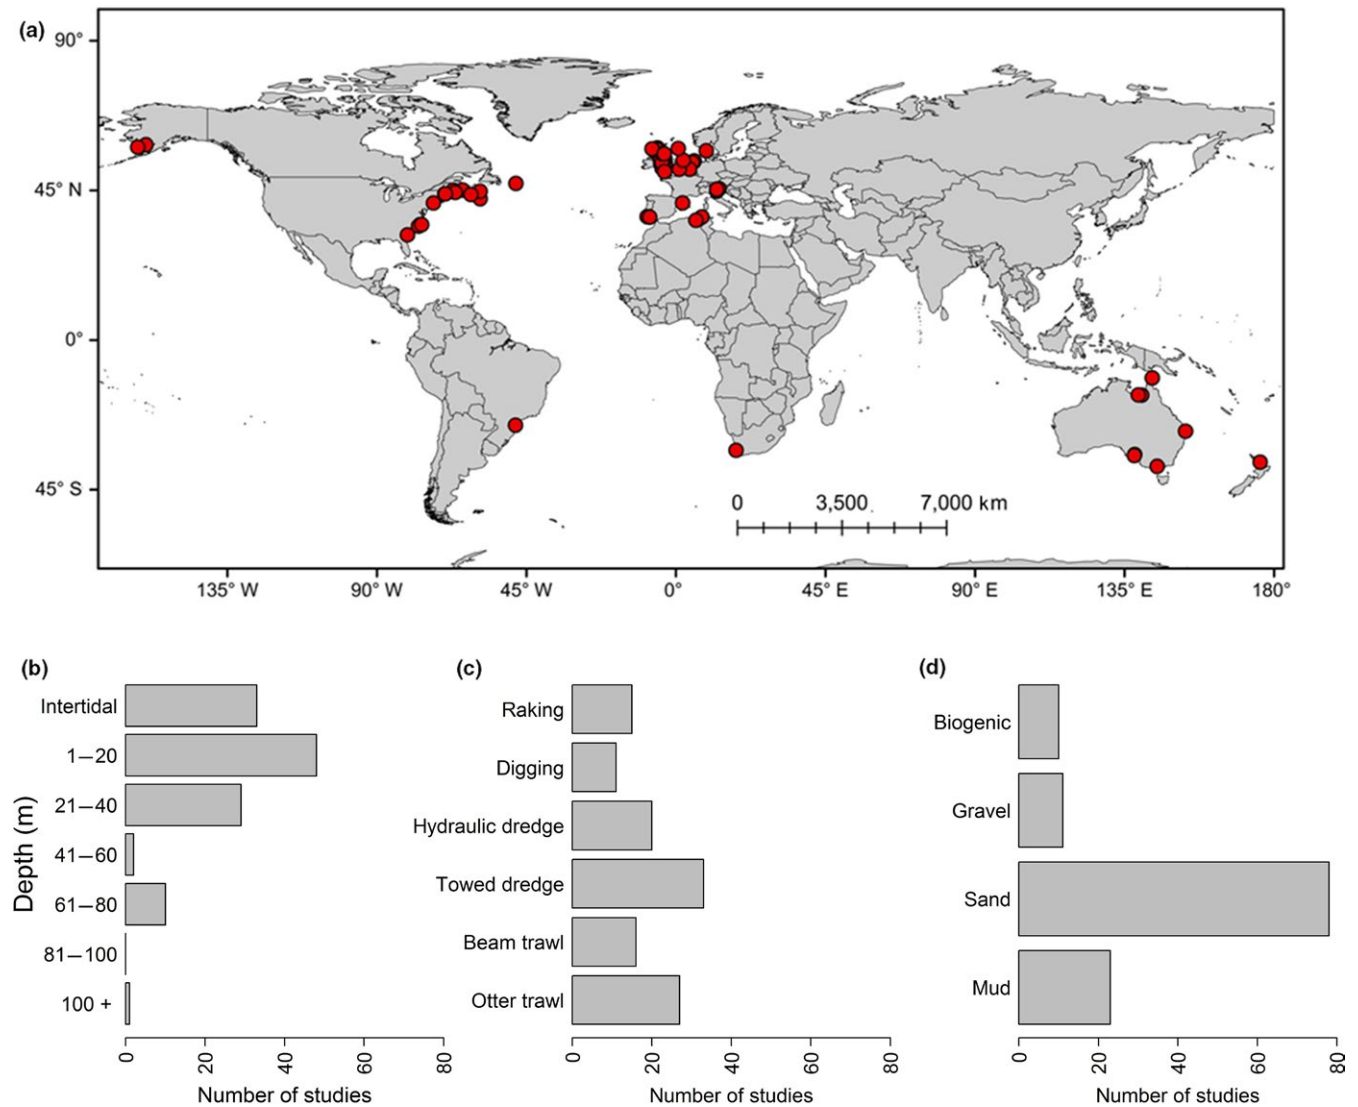 (a)
90°
45° N
0°
45° S
0 3,500 7,000 km
135° W 90° W 45° W 0° 45° E 90° E 135° E 180°
(b)
Depth (m)
Intertidal
1—20
21—40
41—60
61—80
81—100
100 +
0 20 40 60 80
Number of studies
(c)
Raking
Digging
Hydraulic dredge
Towed dredge
Beam trawl
Otter trawl
0 20 40 60 80
Number of studies
(d)
Biogenic
Gravel
Sand
Mud
0 20 40 60 80
Number of studies